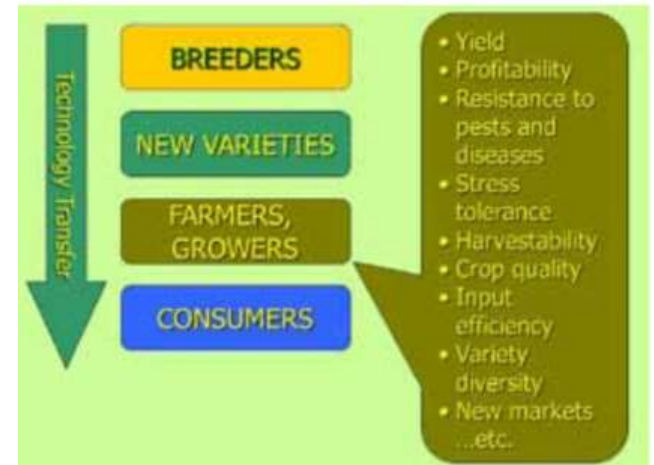 Technology Transfer
BREEDERS
NEW VARIETIES
FARMERS,
GROWERS
CONSUMERS
• Yield
• Profitability
• Resistance to
pests and
diseases
• Stress
tolerance
• Harvestability
• Crop quality
• Input
efficiency
• Variety
diversity
• New markets
...etc.